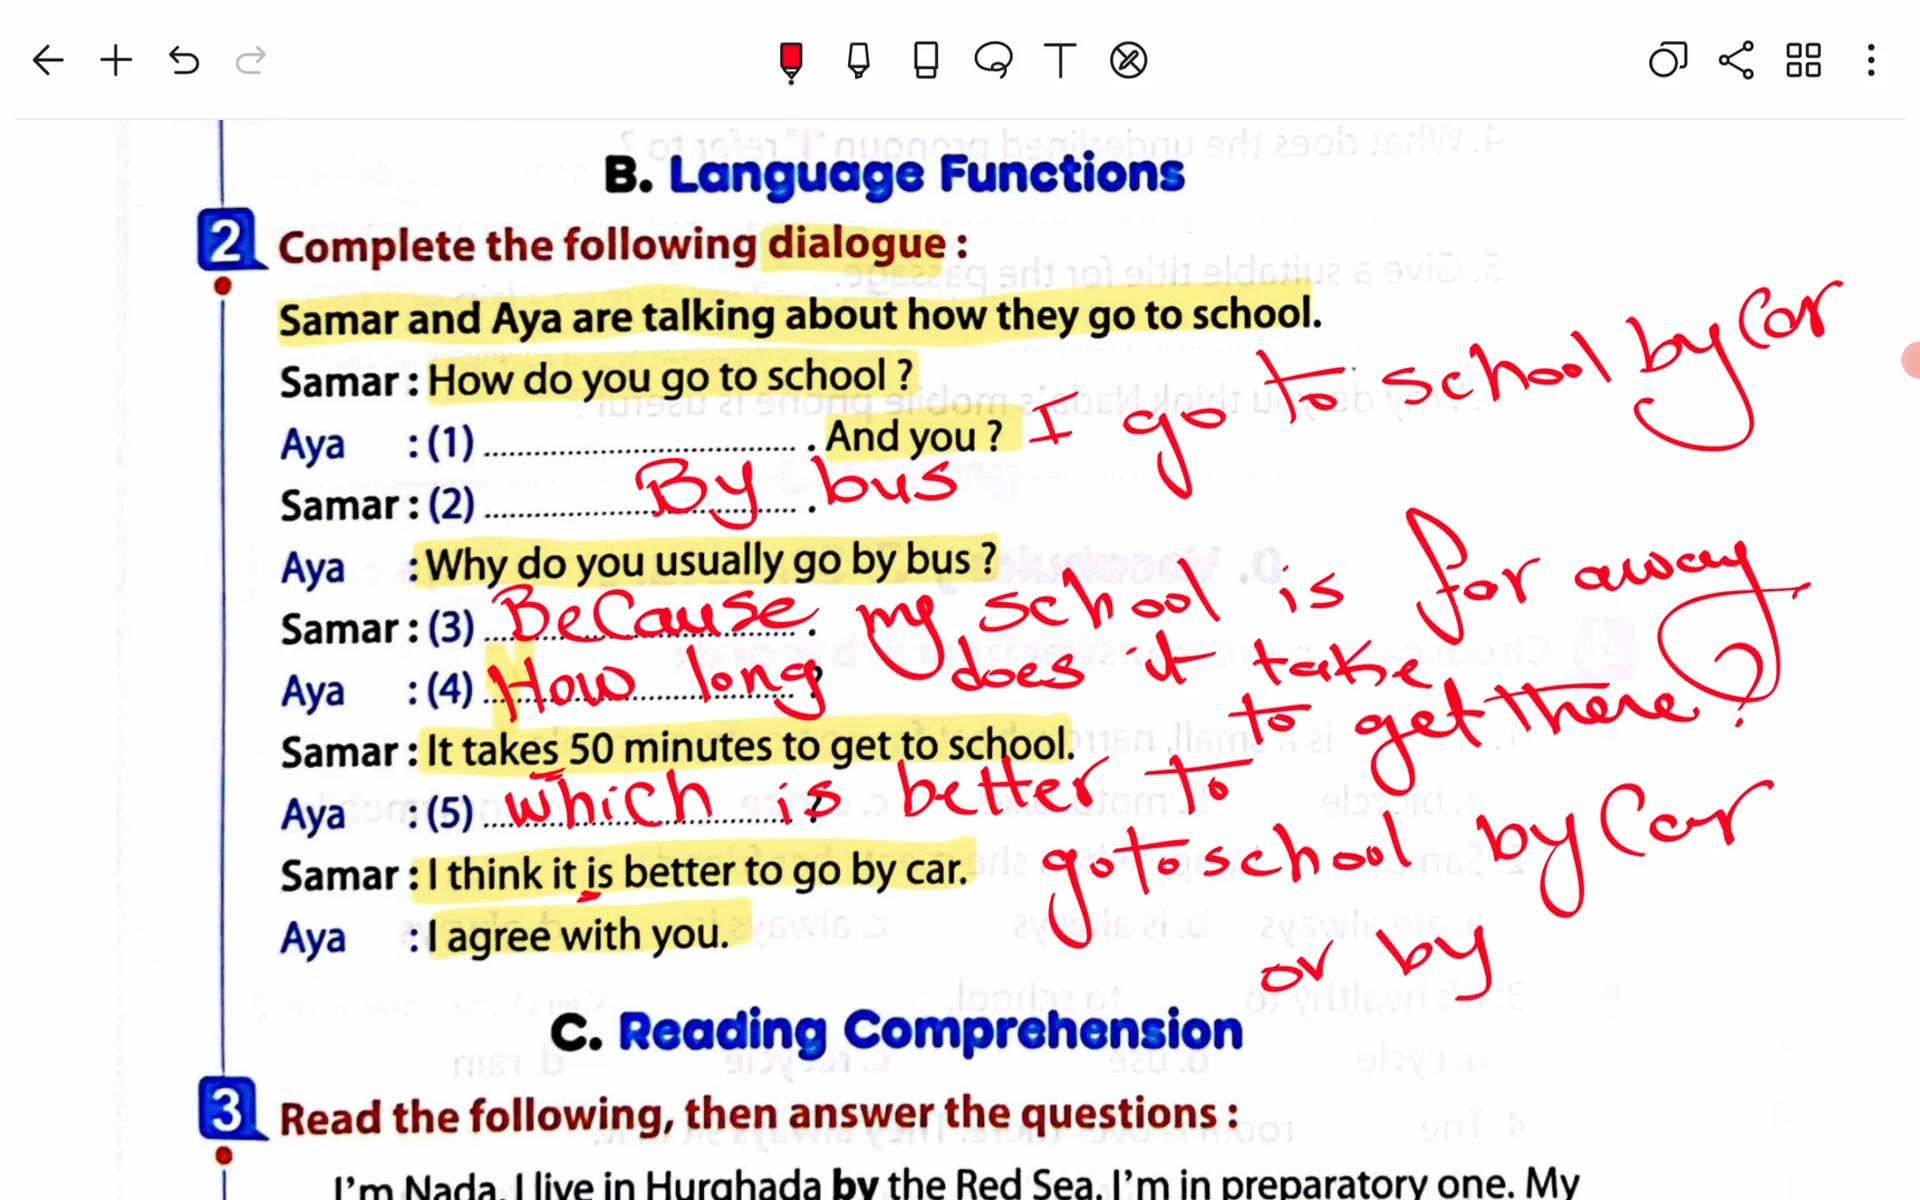 B. Language Functions
2 Complete the following dialogue :
Samar and Aya are talking about how they go to school.
Samar : How do you go to school ?
Aya : (1) .............................. . And you ? I go to school by Car
Samar : (2) .............................. . By bus
Aya : Why do you usually go by bus ?
Samar : (3) .............................. . BeCause my school is far away
Aya : (4) .............................. ? How long does it take
to get there ?
Samar : It takes 50 minutes to get to school.
Aya : (5) .............................. ? which is better to
go to school by Car
or by
Samar : I think it is better to go by car.
Aya : I agree with you.
C. Reading Comprehension
3 Read the following, then answer the questions :
I'm Nada. I live in Hurghada by the Red Sea. I'm in preparatory one. My